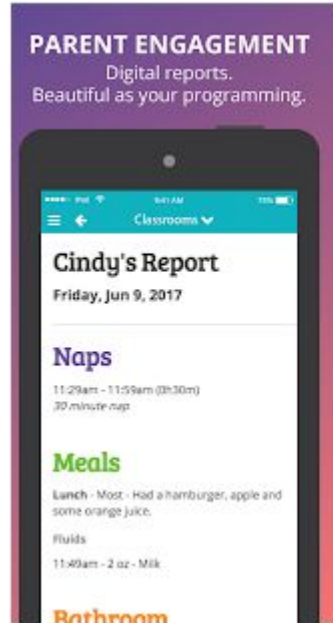 PARENT ENGAGEMENT
Digital reports.
Beautiful as your programming.
iPad
9:41 AM
Classrooms
Cindy's Report
Friday, Jun 9, 2017
Naps
11:29am - 11:59am (0h30m)
30 minute nap
Meals
Lunch - Most - Had a hamburger, apple and
some orange juice.
Fluids
11:49am - 2 oz - Milk
Bathroom